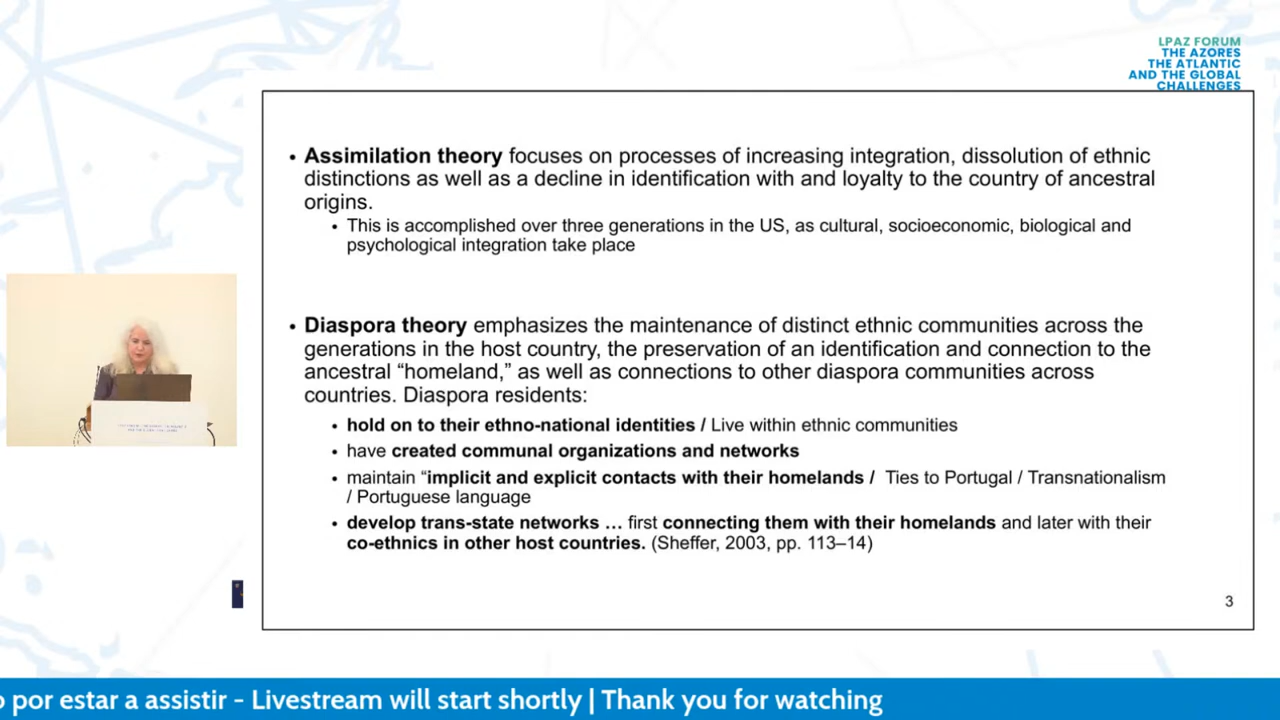 LPAZ FORUM
THE AZORES
THE ATLANTIC
AND THE GLOBAL
CHALLENGES
• Assimilation theory focuses on processes of increasing integration, dissolution of ethnic
distinctions as well as a decline in identification with and loyalty to the country of ancestral
origins.
• This is accomplished over three generations in the US, as cultural, socioeconomic, biological and
psychological integration take place
• Diaspora theory emphasizes the maintenance of distinct ethnic communities across the
generations in the host country, the preservation of an identification and connection to the
ancestral “homeland,” as well as connections to other diaspora communities across
countries. Diaspora residents:
• hold on to their ethno-national identities / Live within ethnic communities
• have created communal organizations and networks
• maintain “implicit and explicit contacts with their homelands /  Ties to Portugal / Transnationalism
/ Portuguese language
• develop trans-state networks … first connecting them with their homelands and later with their
co-ethnics in other host countries. (Sheffer, 2003, pp. 113–14)
3
o por estar a assistir - Livestream will start shortly | Thank you for watching